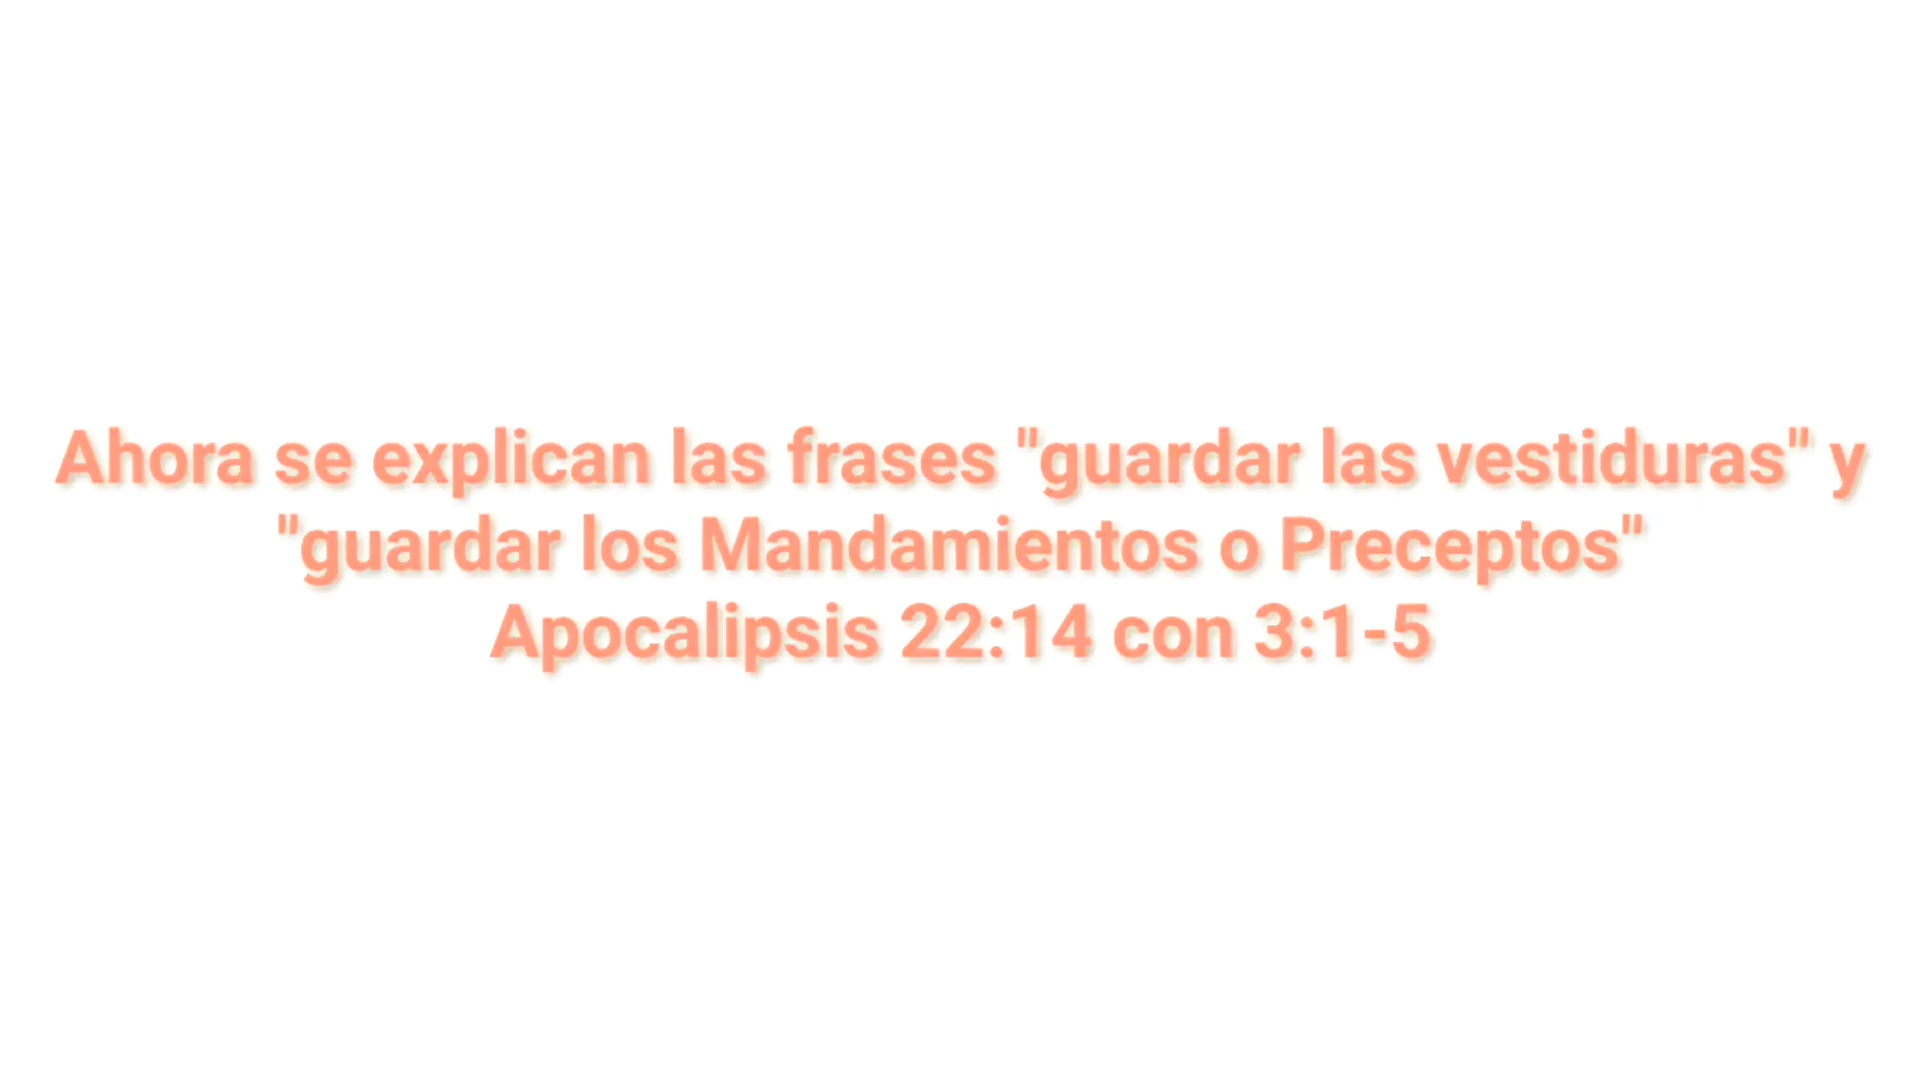 Ahora se explican las frases "guardar las vestiduras" y
"guardar los Mandamientos o Preceptos"
Apocalipsis 22:14 con 3:1-5